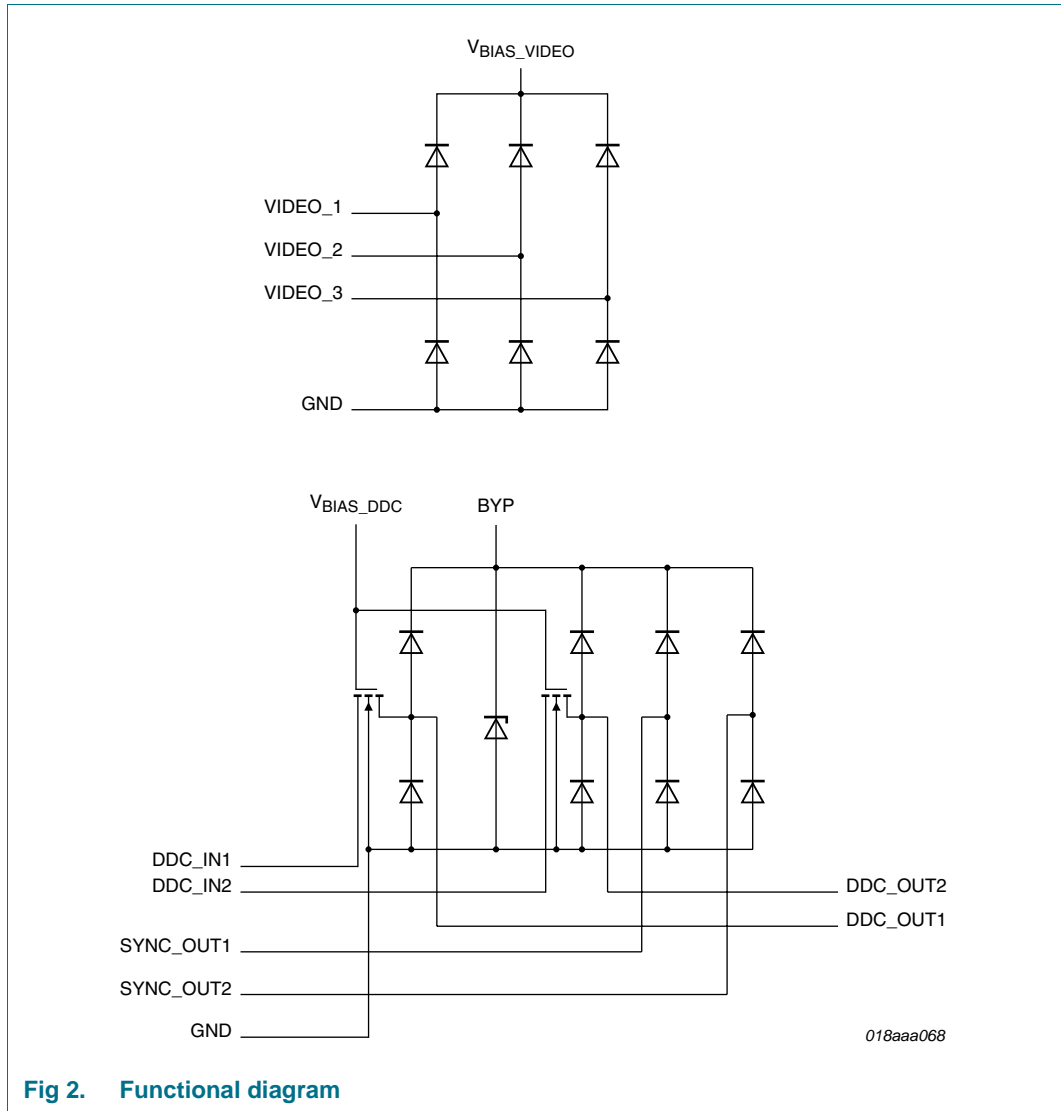 VBIAS_VIDEO
VIDEO_1
VIDEO_2
VIDEO_3
GND
VBIAS_DDC BYP
DDC_IN1
DDC_IN2 DDC_OUT2
DDC_OUT1
SYNC_OUT1
SYNC_OUT2
GND
018aaa068
Fig 2. Functional diagram